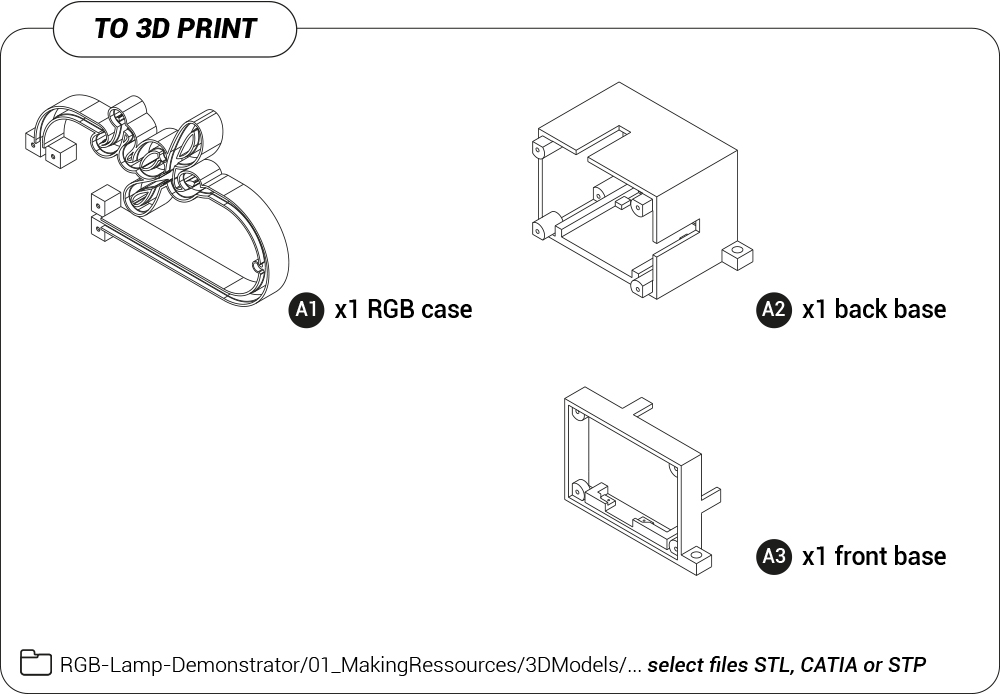 TO 3D PRINT
A1 x1 RGB case
A2 x1 back base
A3 x1 front base
RGB-Lamp-Demonstrator/01_MakingRessources/3DModels/... select files STL, CATIA or STP